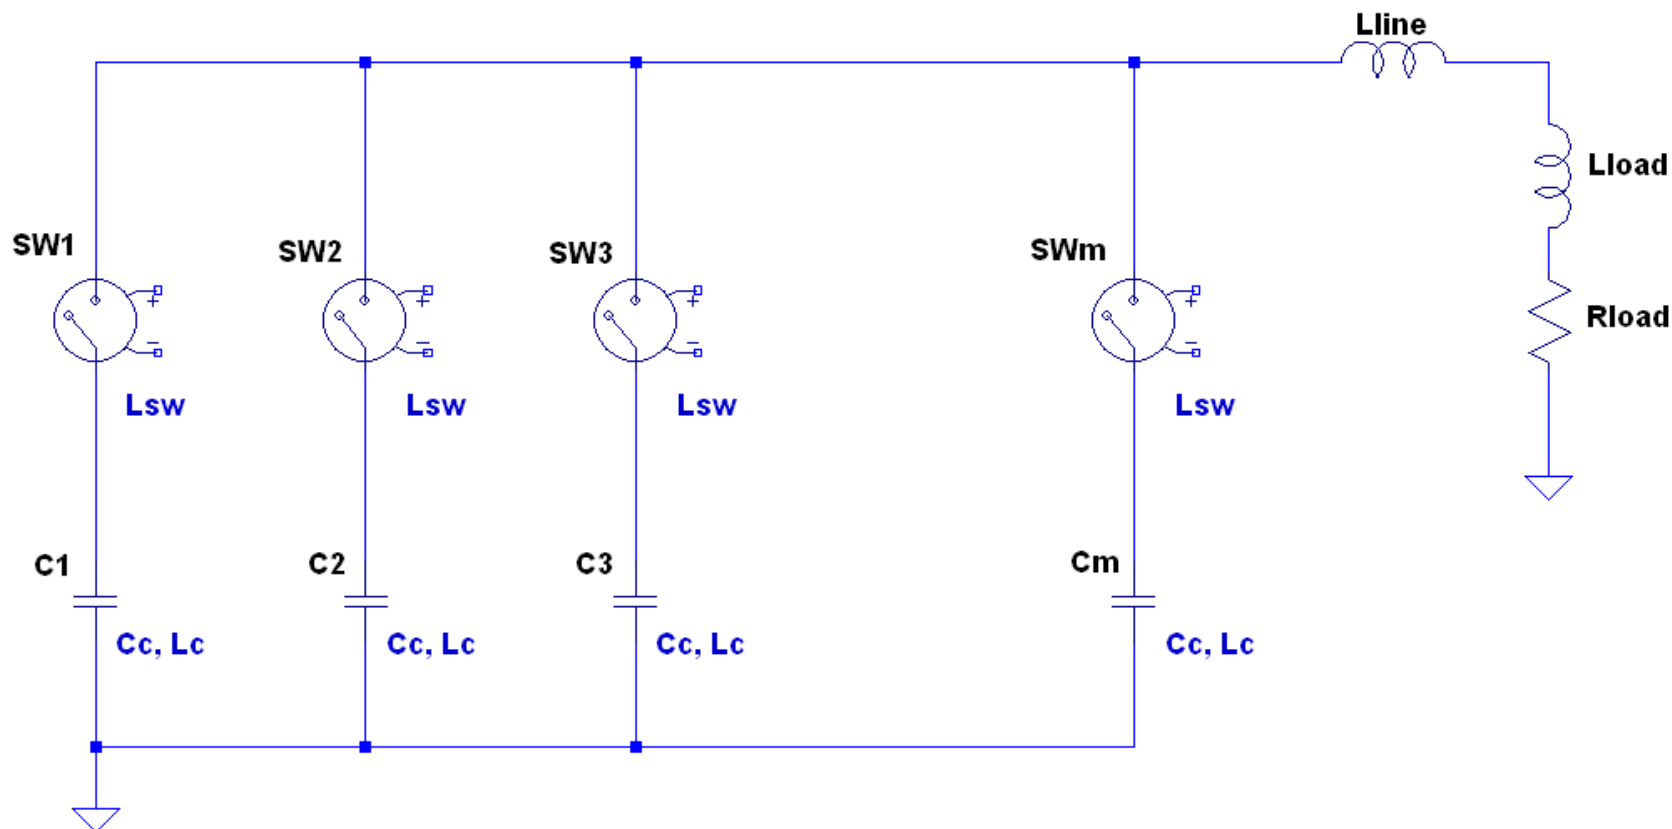 Lline
Lload
SW1
SW2
SW3
SWm
+
+
+
+
Rload
−
−
−
−
Lsw
Lsw
Lsw
Lsw
C1
C2
C3
Cm
Cc, Lc
Cc, Lc
Cc, Lc
Cc, Lc